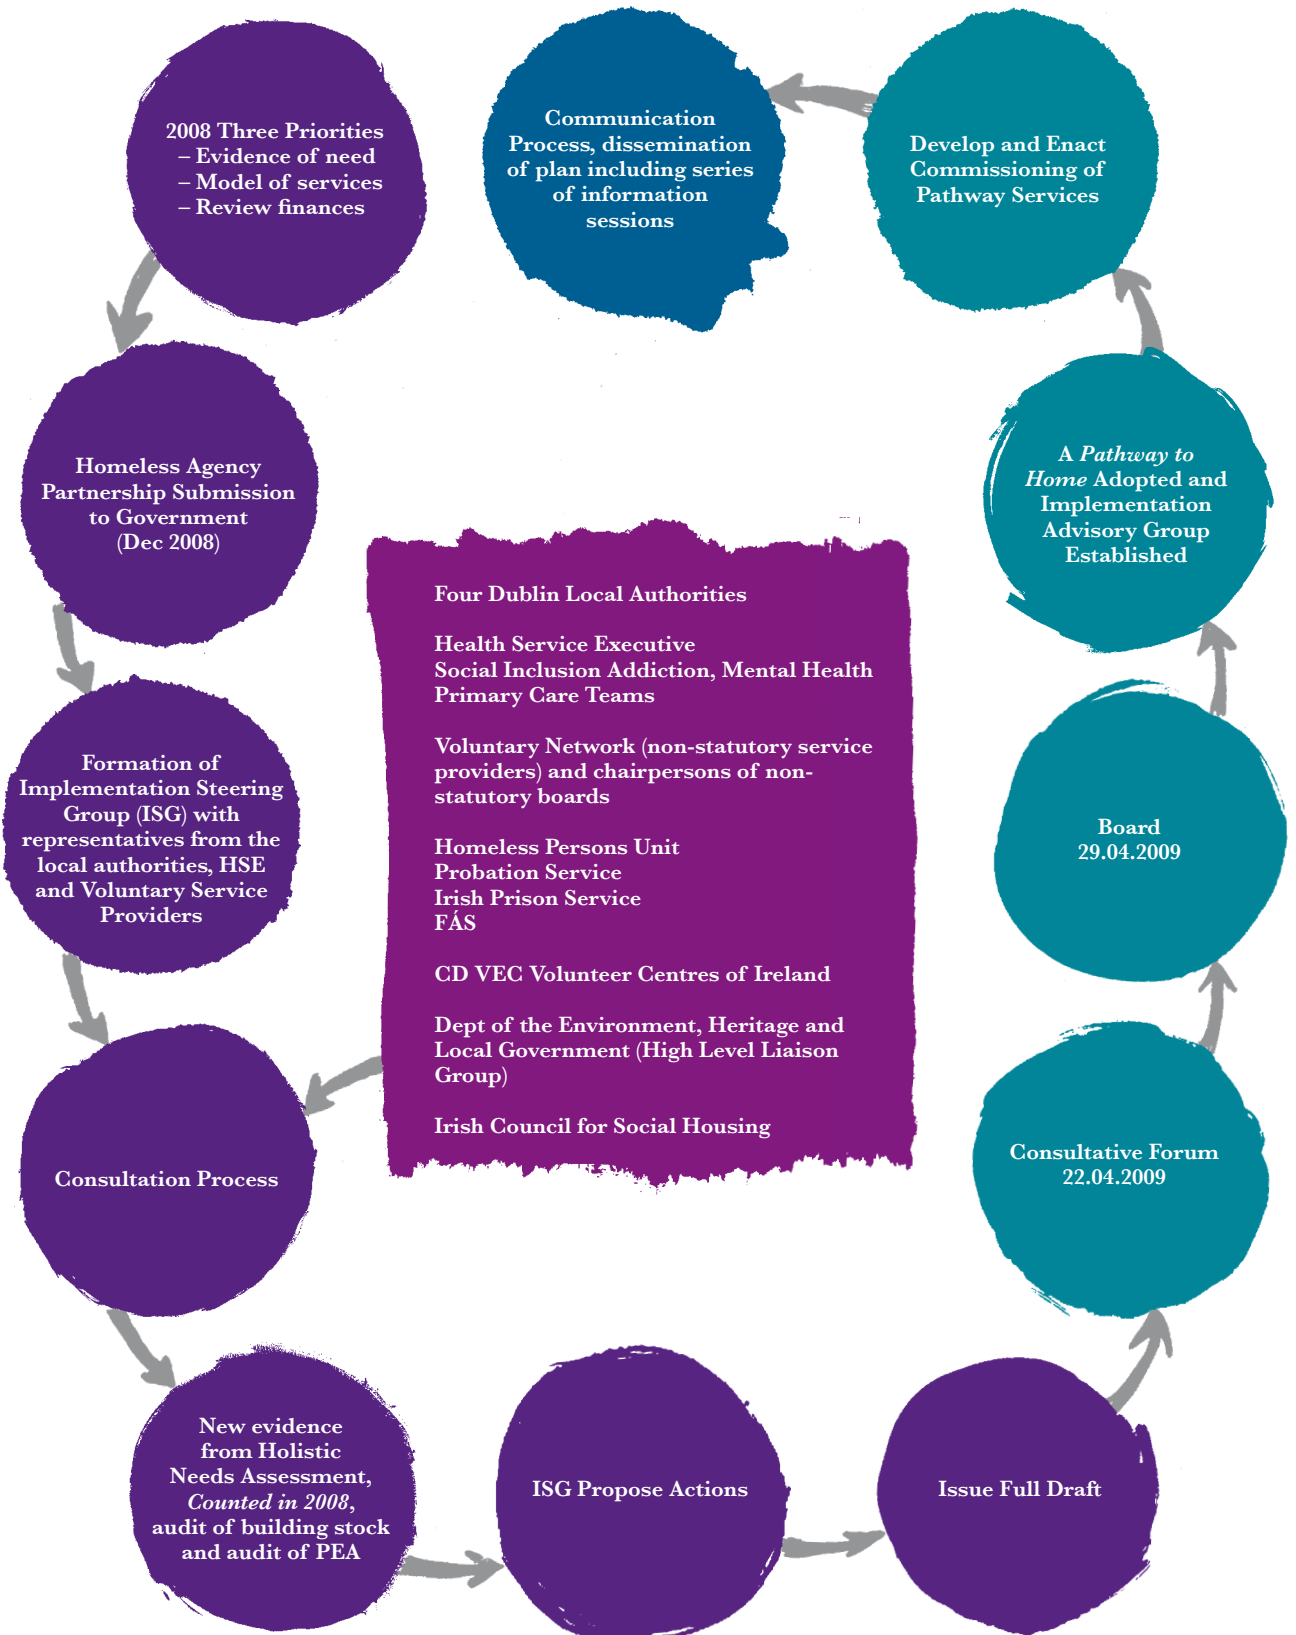 2008 Three Priorities
– Evidence of need
– Model of services
– Review finances
Homeless Agency
Partnership Submission
to Government
(Dec 2008)
Formation of
Implementation Steering
Group (ISG) with
representatives from the
local authorities, HSE
and Voluntary Service
Providers
Consultation Process
Four Dublin Local Authorities
Health Service Executive
Social Inclusion Addiction, Mental Health
Primary Care Teams
Voluntary Network (non-statutory service
providers) and chairpersons of non-
statutory boards
Homeless Persons Unit
Probation Service
Irish Prison Service
FÁS
CD VEC Volunteer Centres of Ireland
Dept of the Environment, Heritage and
Local Government (High Level Liaison
Group)
Irish Council for Social Housing
New evidence
from Holistic
Needs Assessment,
Counted in 2008,
audit of building stock
and audit of PEA
ISG Propose Actions
Issue Full Draft
Consultative Forum
22.04.2009
Board
29.04.2009
A Pathway to
Home Adopted and
Implementation
Advisory Group
Established
Develop and Enact
Commissioning of
Pathway Services
Communication
Process, dissemination
of plan including series
of information
sessions